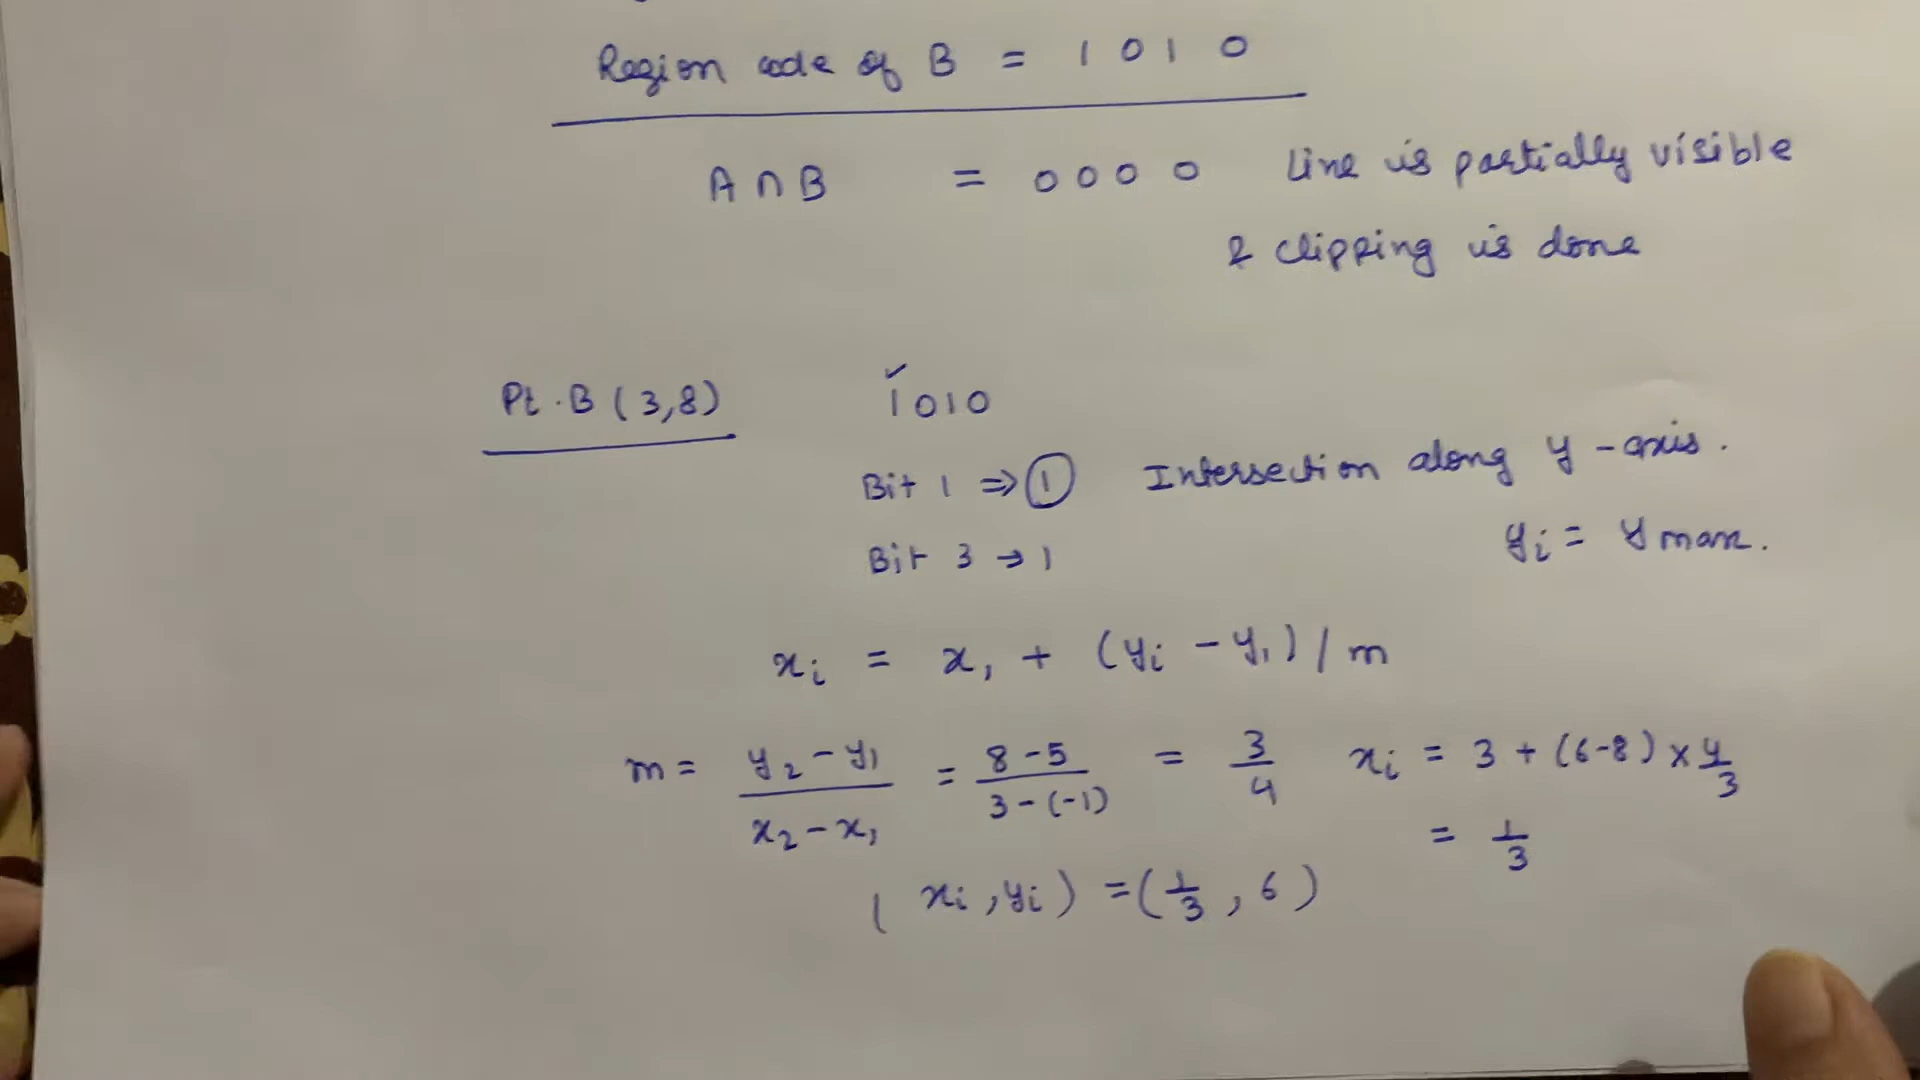 Region code of B = 1 0 1 0
A ∩ B = 0 0 0 0 Line is partially visible
& clipping is done
Pt. B (3,8) 1010
Bit 1 ⇒ 1 Intersection along y-axis.
Bit 3 → 1 yi = y max.
xi = x1 + (yi - y1) / m
m = y2 - y1 / x2 - x1 = 8 - 5 / 3 - (-1) = 3/4 xi = 3 + (6-8) x 4/3
= 1/3
(xi, yi) = (1/3, 6)